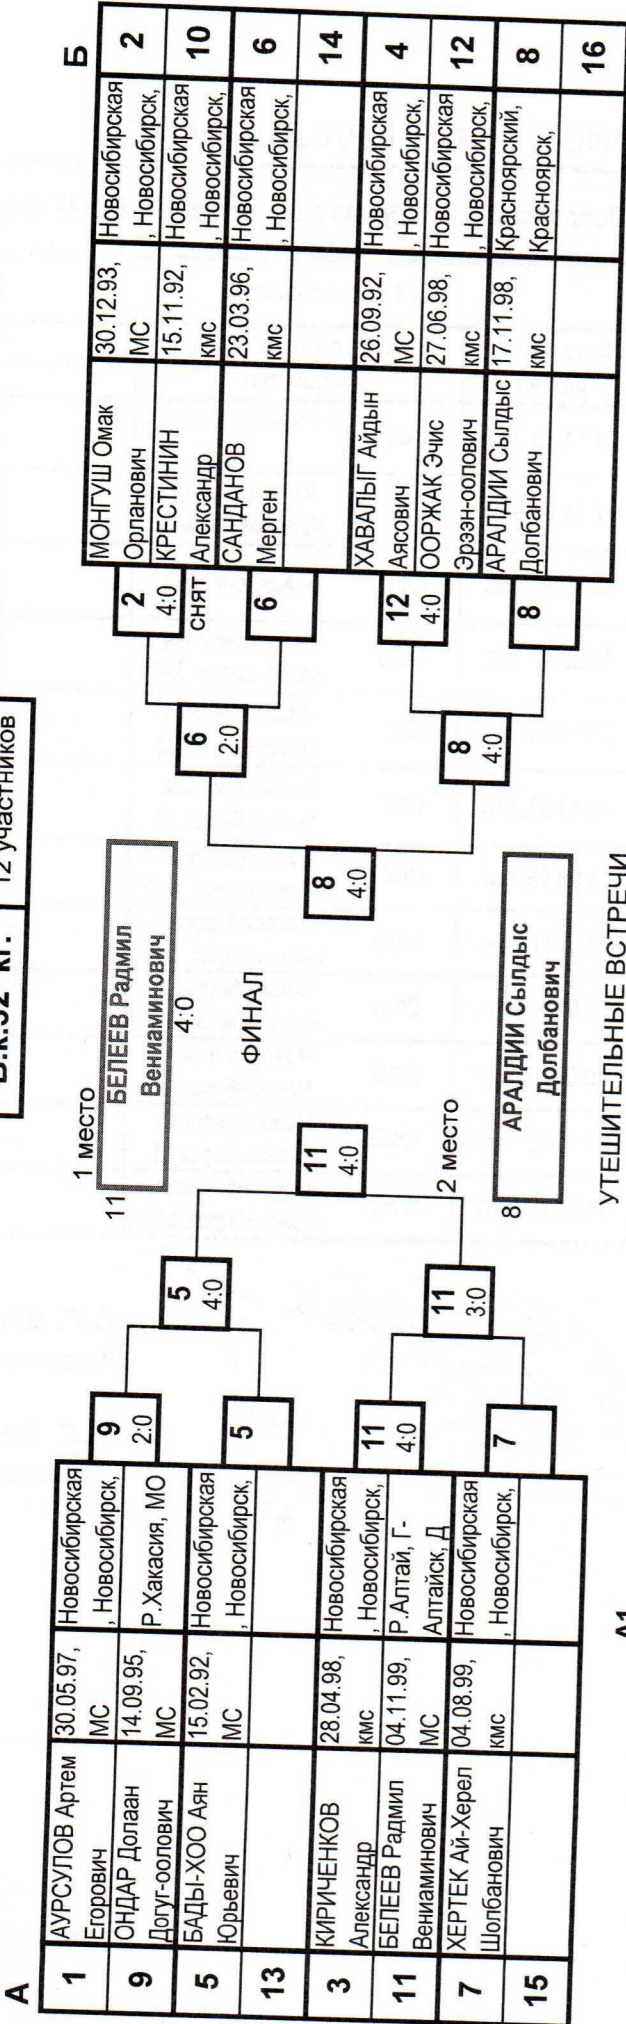 В.к.52 кг.
12 участников
А
1
АУРСУЛОВ Артем
Егорович
30.05.97,
МС
Новосибирская
, Новосибирск,
9
ОНДАР Долаан
Догуг-оолович
14.09.95,
МС
Р.Хакасия, МО
5
БАДЫ-ХОО Аян
Юрьевич
15.02.92,
МС
Новосибирская
, Новосибирск,
13
3
КИРИЧЕНКОВ
Александр
28.04.98,
кмс
Новосибирская
, Новосибирск,
11
БЕЛЕЕВ Радмил
Вениаминович
04.11.99,
МС
Р.Алтай, Г-
Алтайск, Д
7
ХЕРТЕК Ай-Херел
Шолбанович
04.08.99,
кмс
Новосибирская
, Новосибирск,
15
9
2:0
5
11
4:0
7
5
4:0
11
3:0
11
4:0
1 место
11
БЕЛЕЕВ Радмил
Вениаминович
4:0
ФИНАЛ
2 место
8
АРАЛДИИ Сылдыс
Долбанович
8
4:0
6
2:0
8
4:0
2
4:0
снят
6
12
4:0
8
Б
МОНГУШ Омак
Орланович
30.12.93,
МС
Новосибирская
, Новосибирск,
2
КРЕСТИНИН
Александр
15.11.92,
кмс
Новосибирская
, Новосибирск,
10
САНДАНОВ
Мерген
23.03.96,
кмс
Новосибирская
, Новосибирск,
6
14
ХАВАЛЫГ Айдын
Аясович
26.09.92,
МС
Новосибирская
, Новосибирск,
4
ООРЖАК Эчис
Эрээн-оолович
27.06.98,
кмс
Новосибирская
, Новосибирск,
12
АРАЛДИИ Сылдыс
Долбанович
17.11.98,
кмс
Красноярский,
Красноярск,
8
16
УТЕШИТЕЛЬНЫЕ ВСТРЕЧИ
А1